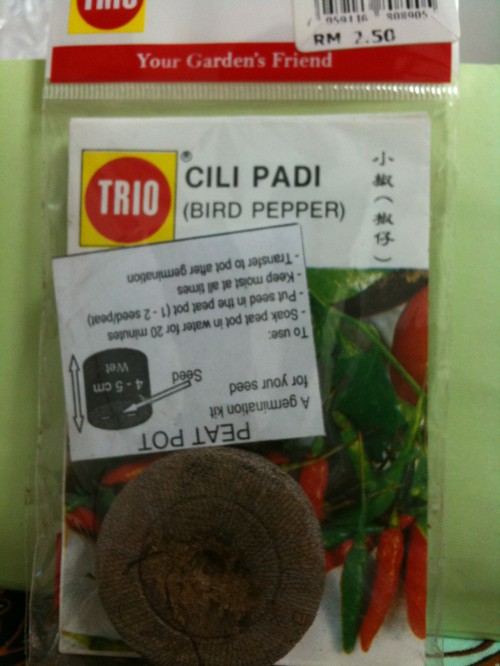 TRIO
7 959116 808905
RM 2.50
Your Garden's Friend
TRIO
®
CILI PADI
(BIRD PEPPER)
小椒(椒仔)
PEAT POT
A germination kit
for your seed
Seed
4 - 5 cm
Wet
To use:
- Soak peat pot in water for 20 minutes
- Put seed in the peat pot (1 - 2 seed/peat)
- Keep moist at all times
- Transfer to pot after germination